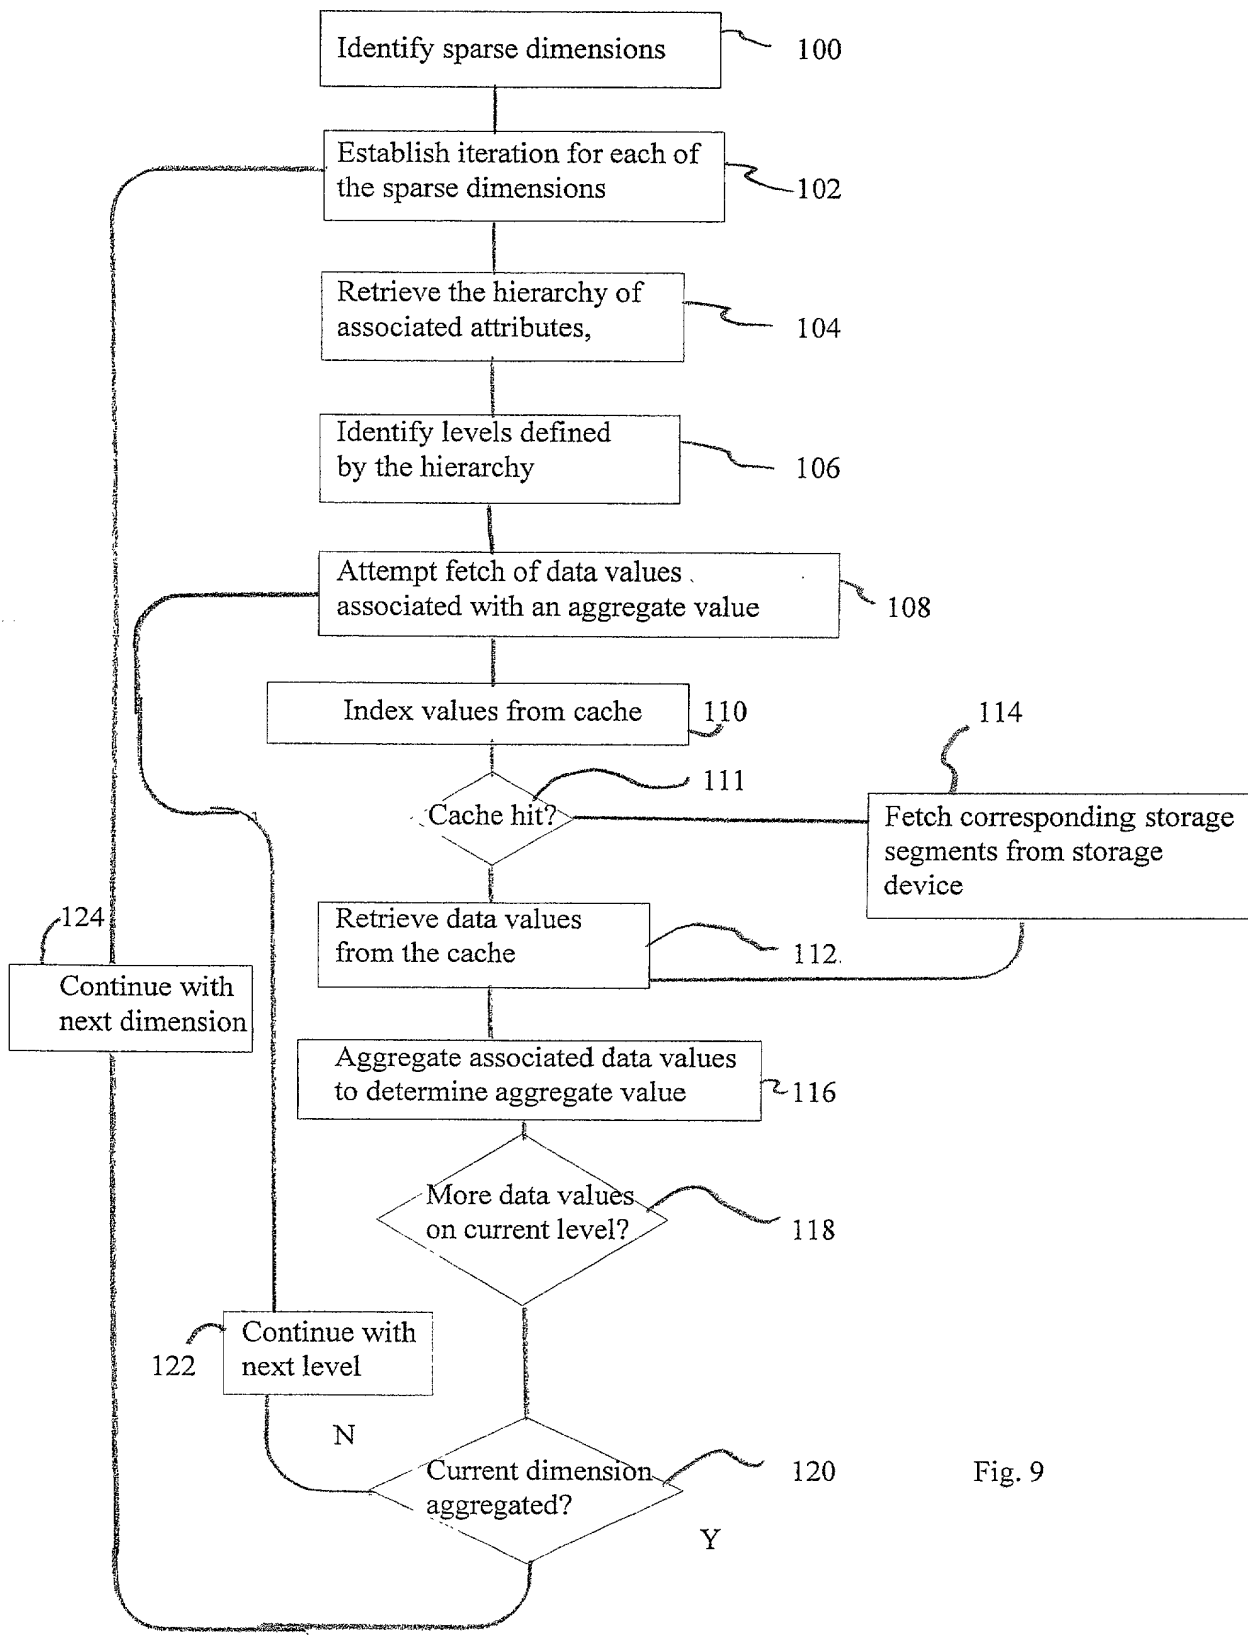 Identify sparse dimensions
100
Establish iteration for each of
the sparse dimensions
102
Retrieve the hierarchy of
associated attributes,
104
Identify levels defined
by the hierarchy
106
Attempt fetch of data values
associated with an aggregate value
108
Index values from cache
110
114
111
Cache hit?
Fetch corresponding storage
segments from storage
device
Retrieve data values
from the cache
112
124
Continue with
next dimension
Aggregate associated data values
to determine aggregate value
116
More data values
on current level?
118
Continue with
next level
122
N
Current dimension
aggregated?
120
Y
Fig. 9